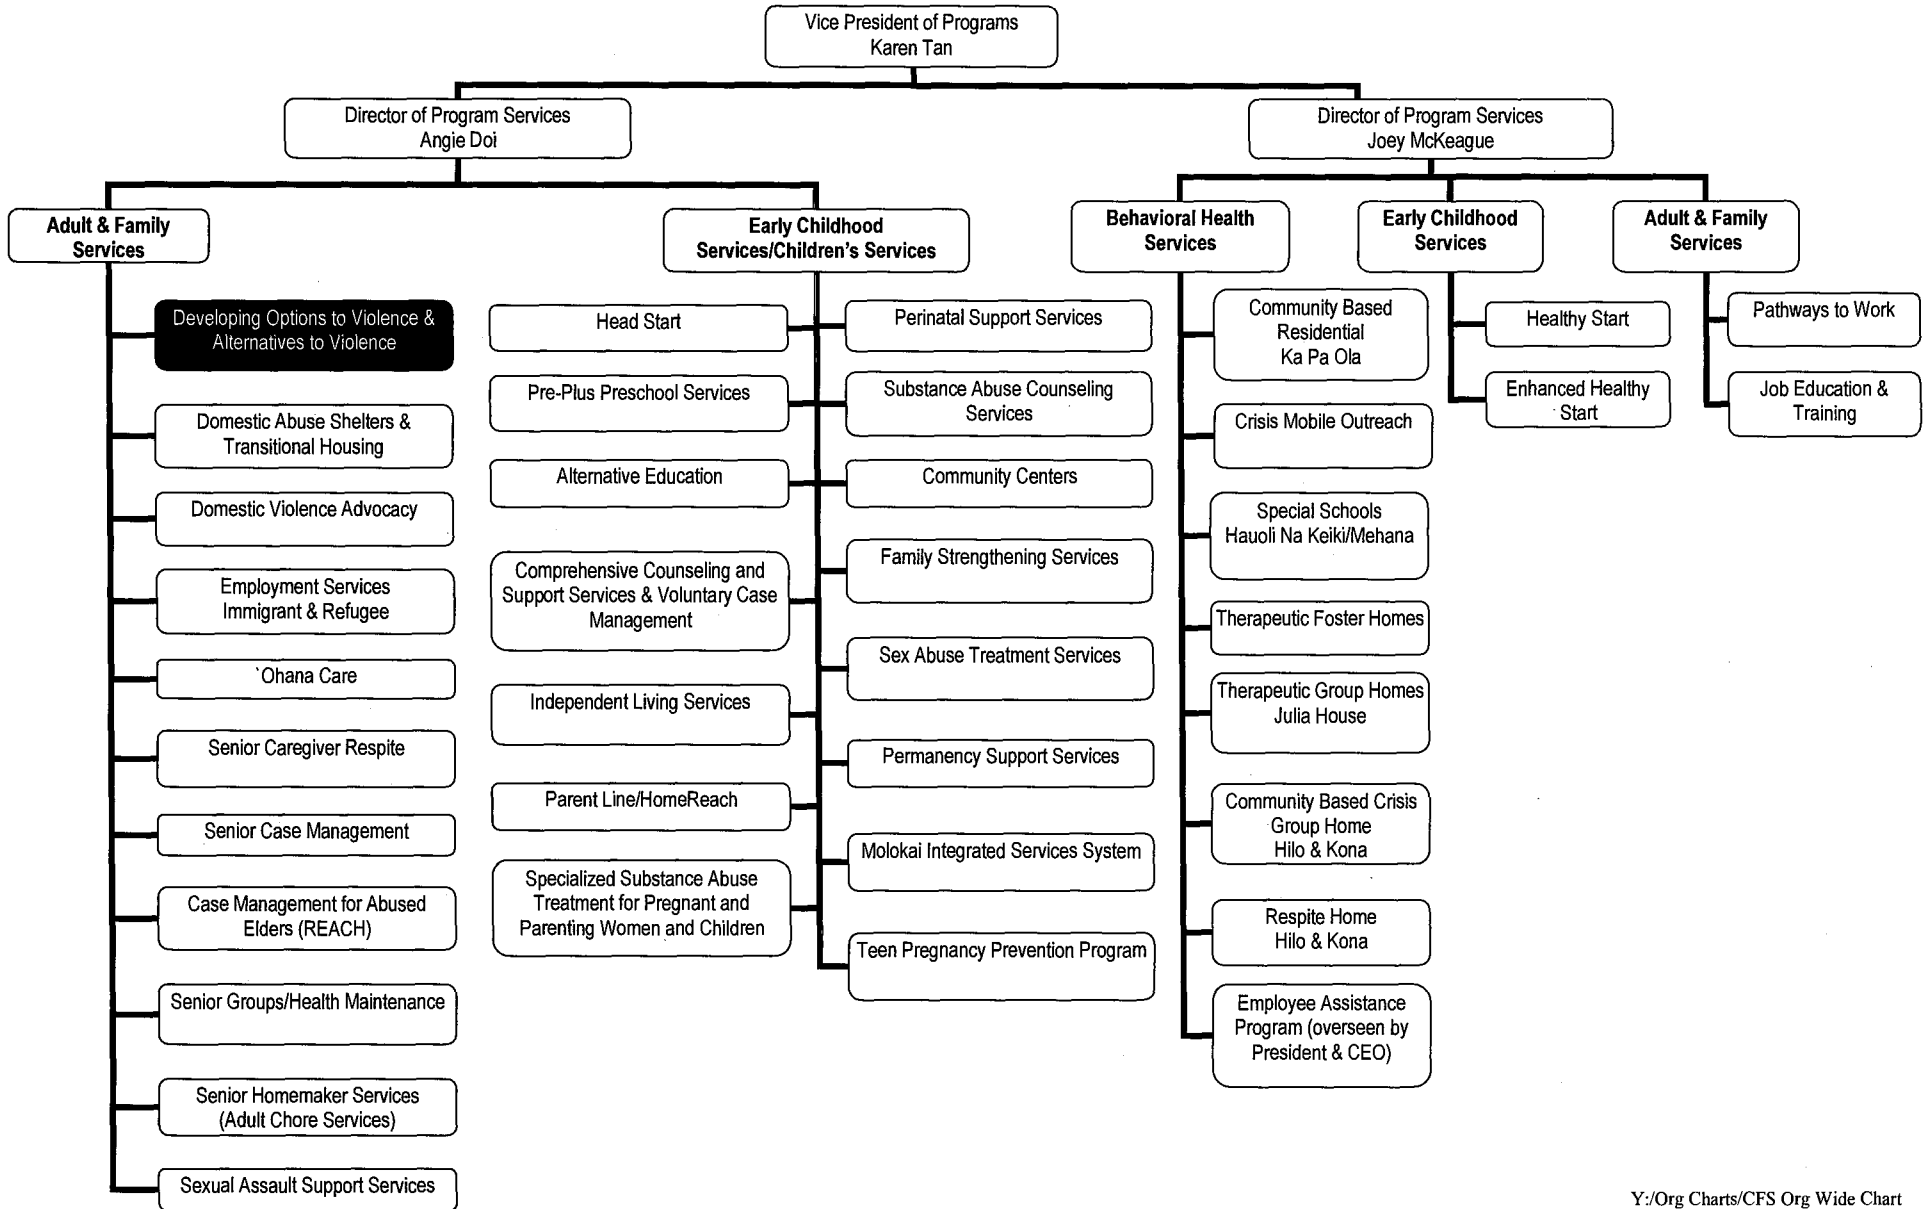 Vice President of Programs
Karen Tan
Director of Program Services
Angie Doi
Director of Program Services
Joey McKeague
Adult & Family
Services
Early Childhood
Services/Children's Services
Behavioral Health
Services
Early Childhood
Services
Adult & Family
Services
Developing Options to Violence &
Alternatives to Violence
Domestic Abuse Shelters &
Transitional Housing
Domestic Violence Advocacy
Employment Services
Immigrant & Refugee
`Ohana Care
Senior Caregiver Respite
Senior Case Management
Case Management for Abused
Elders (REACH)
Senior Groups/Health Maintenance
Senior Homemaker Services
(Adult Chore Services)
Sexual Assault Support Services
Head Start
Pre-Plus Preschool Services
Alternative Education
Comprehensive Counseling and
Support Services & Voluntary Case
Management
Independent Living Services
Parent Line/HomeReach
Specialized Substance Abuse
Treatment for Pregnant and
Parenting Women and Children
Perinatal Support Services
Substance Abuse Counseling
Services
Community Centers
Family Strengthening Services
Sex Abuse Treatment Services
Permanency Support Services
Molokai Integrated Services System
Teen Pregnancy Prevention Program
Community Based
Residential
Ka Pa Ola
Crisis Mobile Outreach
Special Schools
Hauoli Na Keiki/Mehana
Therapeutic Foster Homes
Therapeutic Group Homes
Julia House
Community Based Crisis
Group Home
Hilo & Kona
Respite Home
Hilo & Kona
Employee Assistance
Program (overseen by
President & CEO)
Healthy Start
Enhanced Healthy
Start
Pathways to Work
Job Education &
Training
Y:/Org Charts/CFS Org Wide Chart